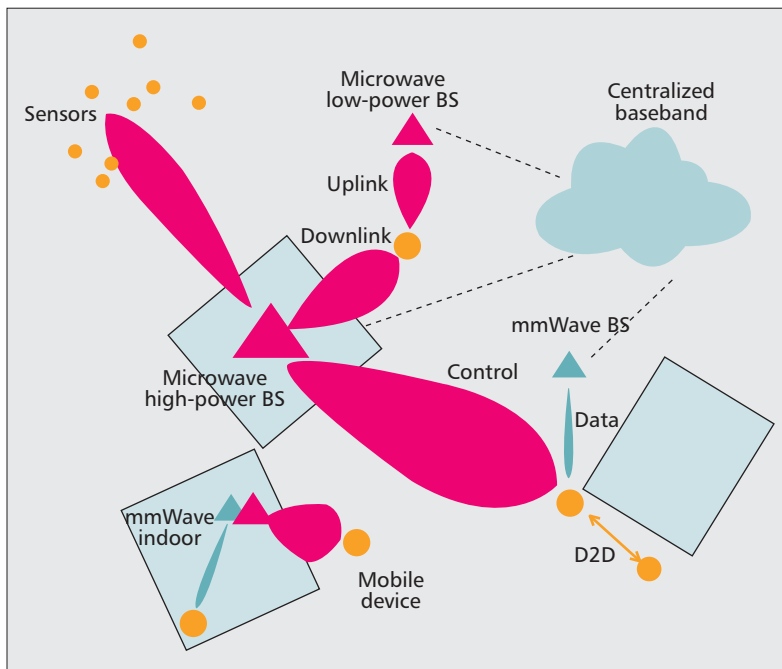 Microwave
low-power BS
Centralized
baseband
Sensors
Uplink
Downlink
mmWave BS
Microwave
high-power BS
Control
Data
mmWave
indoor
D2D
Mobile
device